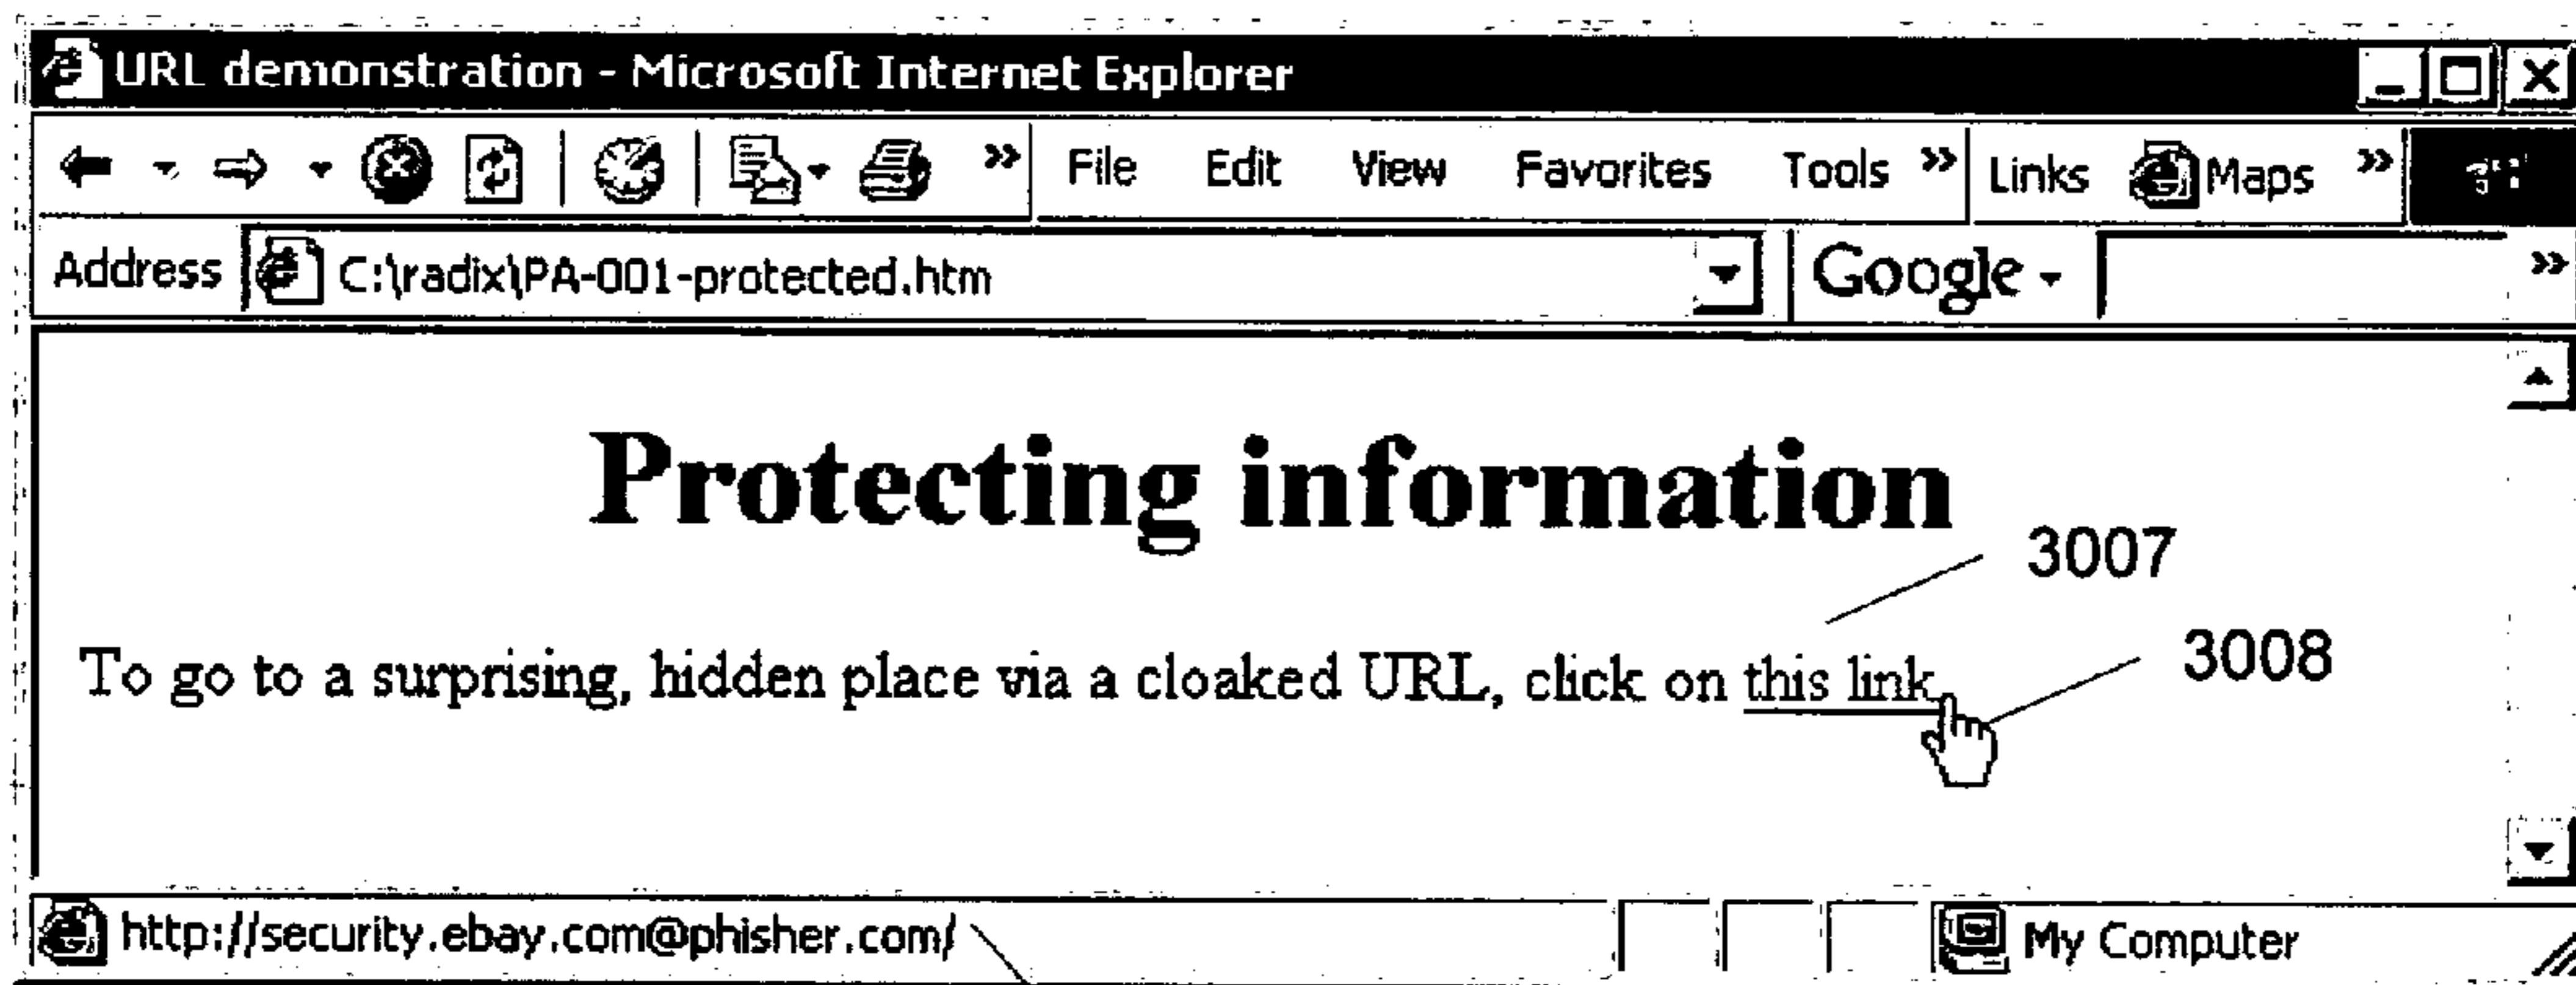 URL demonstration - Microsoft Internet Explorer
» File Edit View Favorites Tools » Links Maps »
Address C:\radix\PA-001-protected.htm Google »
Protecting information
3007
To go to a surprising, hidden place via a cloaked URL, click on this link
3008
http://security.ebay.com@phisher.com/ My Computer